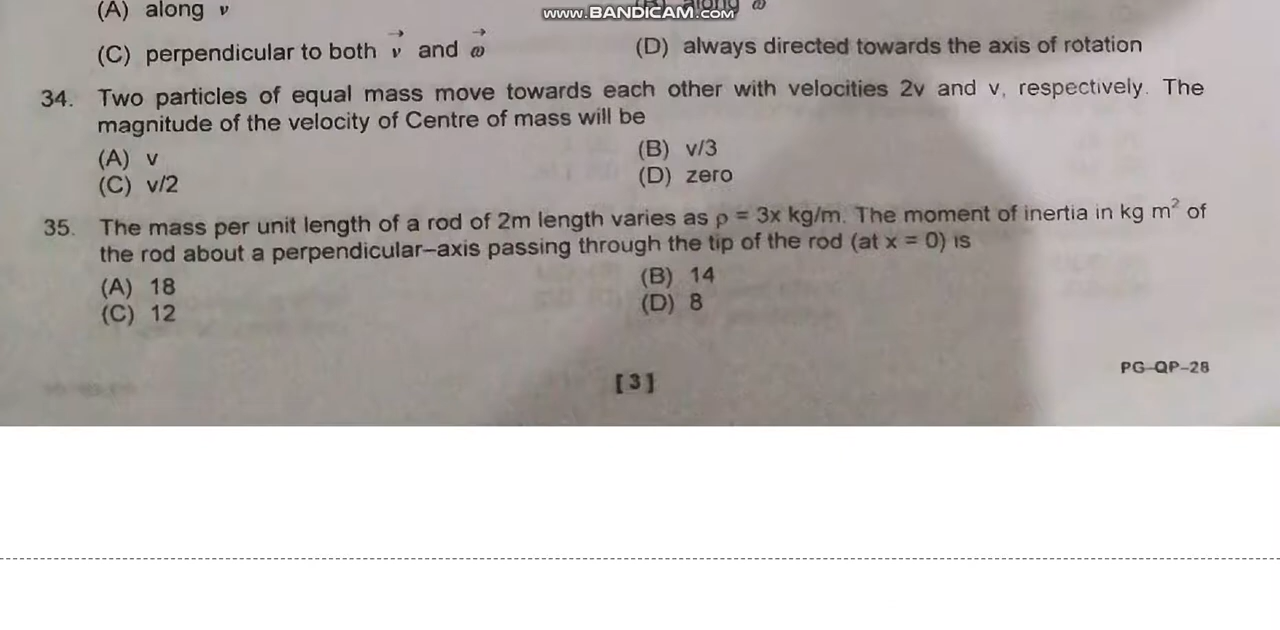 (A) along v
www.BANDICAM.com
(C) perpendicular to both v⃗ and ω⃗
(D) always directed towards the axis of rotation
34. Two particles of equal mass move towards each other with velocities 2v and v, respectively. The
magnitude of the velocity of Centre of mass will be
(A) v
(B) v/3
(C) v/2
(D) zero
35. The mass per unit length of a rod of 2m length varies as ρ = 3x kg/m. The moment of inertia in kg m² of
the rod about a perpendicular–axis passing through the tip of the rod (at x = 0) is
(A) 18
(B) 14
(C) 12
(D) 8
[3]
PG–QP–28